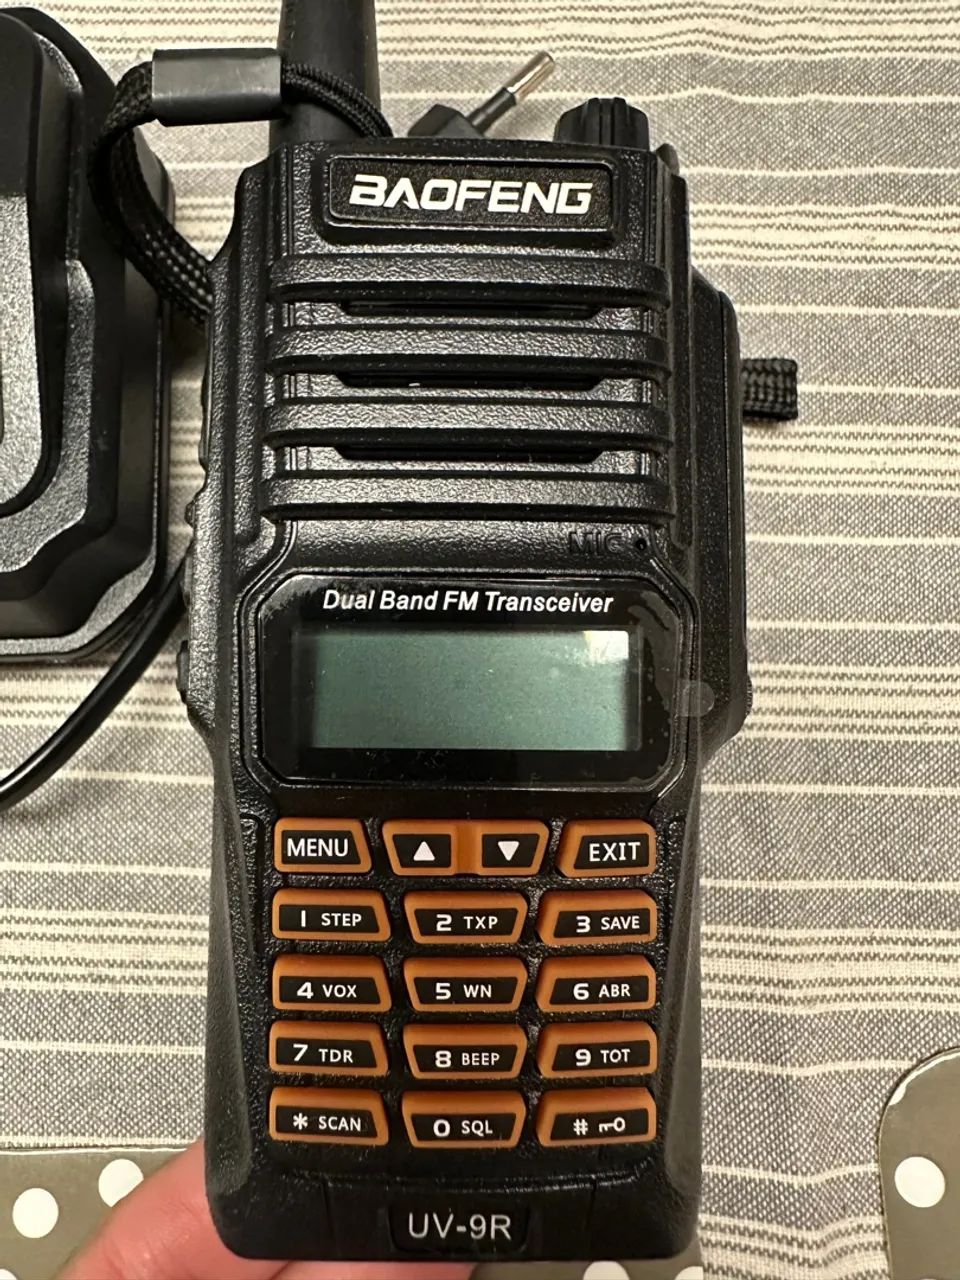 BAOFENG
MIC
Dual Band FM Transceiver
MENU ▲ ▼ EXIT
1 STEP 2 TXP 3 SAVE
4 VOX 5 WN 6 ABR
7 TDR 8 BEEP 9 TOT
* SCAN 0 SQL #
UV-9R